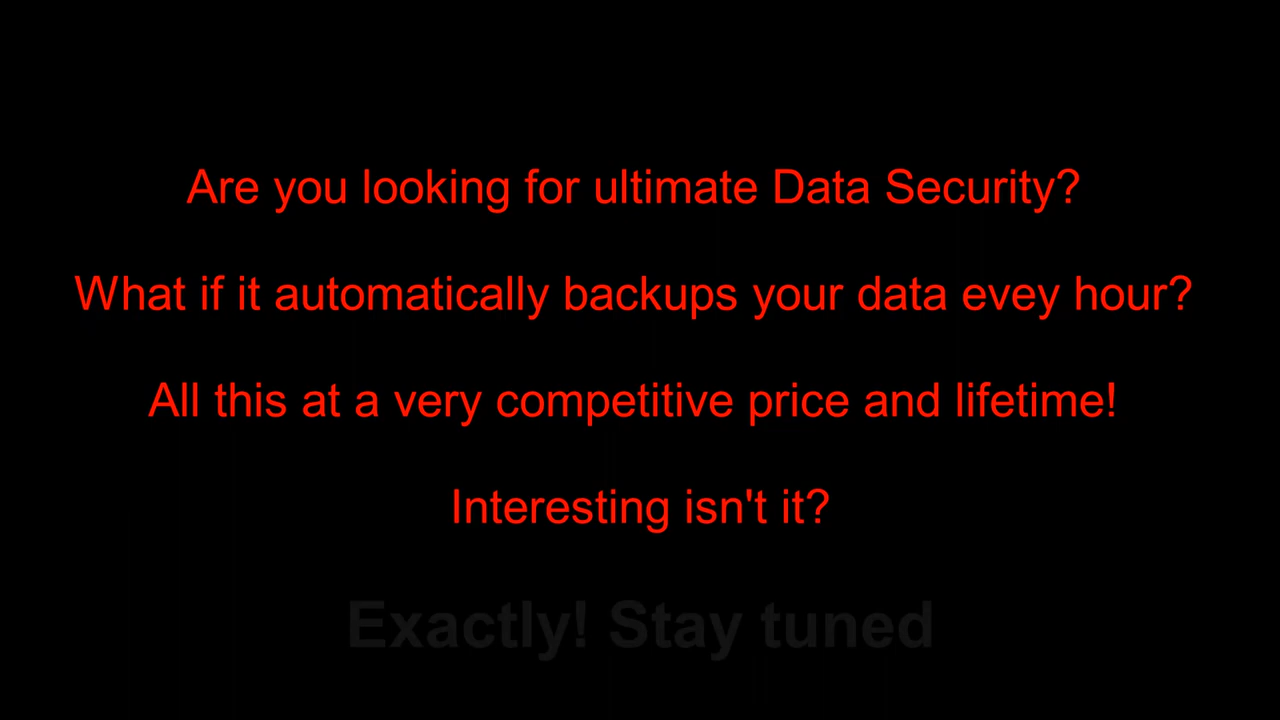 Are you looking for ultimate Data Security?
What if it automatically backups your data evey hour?
All this at a very competitive price and lifetime!
Interesting isn't it?
Exactly! Stay tuned